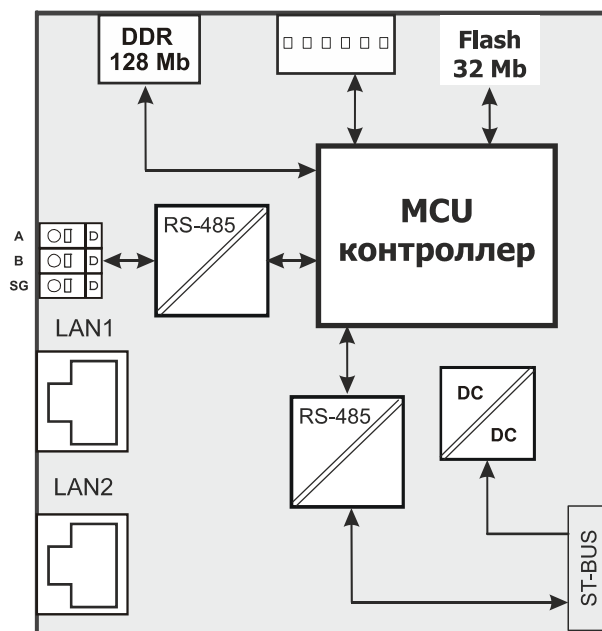 DDR
128 Mb
Flash
32 Mb
MCU
контроллер
RS-485
A
D
B
D
SG
D
LAN1
RS-485
DC
DC
LAN2
ST-BUS